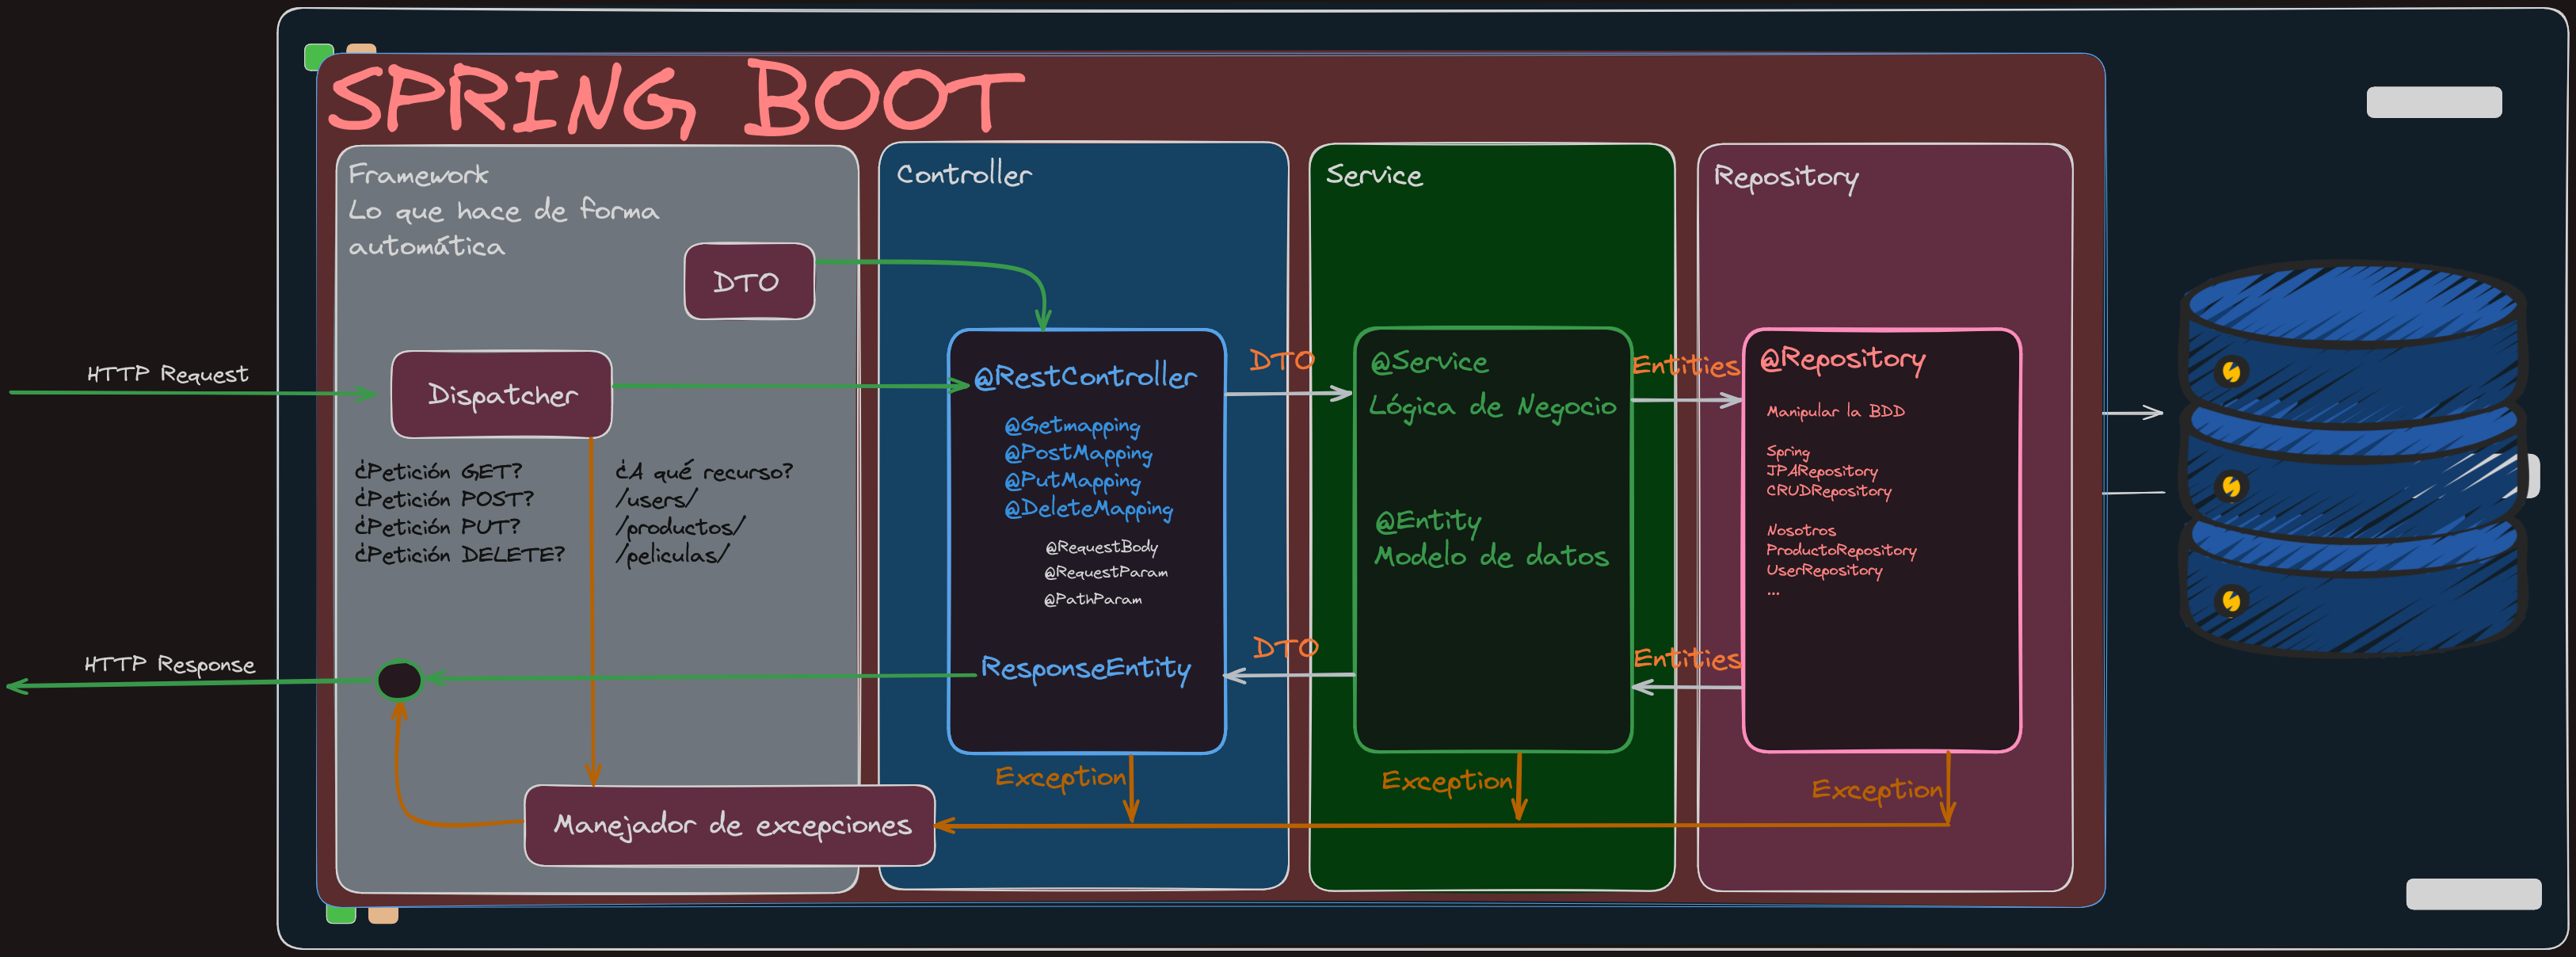 SPRING BOOT
Framework
Lo que hace de forma
automática
DTO
HTTP Request
Dispatcher
¿Petición GET?
¿Petición POST?
¿Petición PUT?
¿Petición DELETE?
¿A qué recurso?
/users/
/productos/
/peliculas/
HTTP Response
Manejador de excepciones
Controller
@RestController
@Getmapping
@PostMapping
@PutMapping
@DeleteMapping
@RequestBody
@RequestParam
@PathParam
ResponseEntity
Exception
DTO
DTO
Service
@Service
Lógica de Negocio
@Entity
Modelo de datos
Exception
Entities
Entities
Repository
@Repository
Manipular la BDD
Spring
JPARepository
CRUDRepository
Nosotros
ProductoRepository
UserRepository
...
Exception